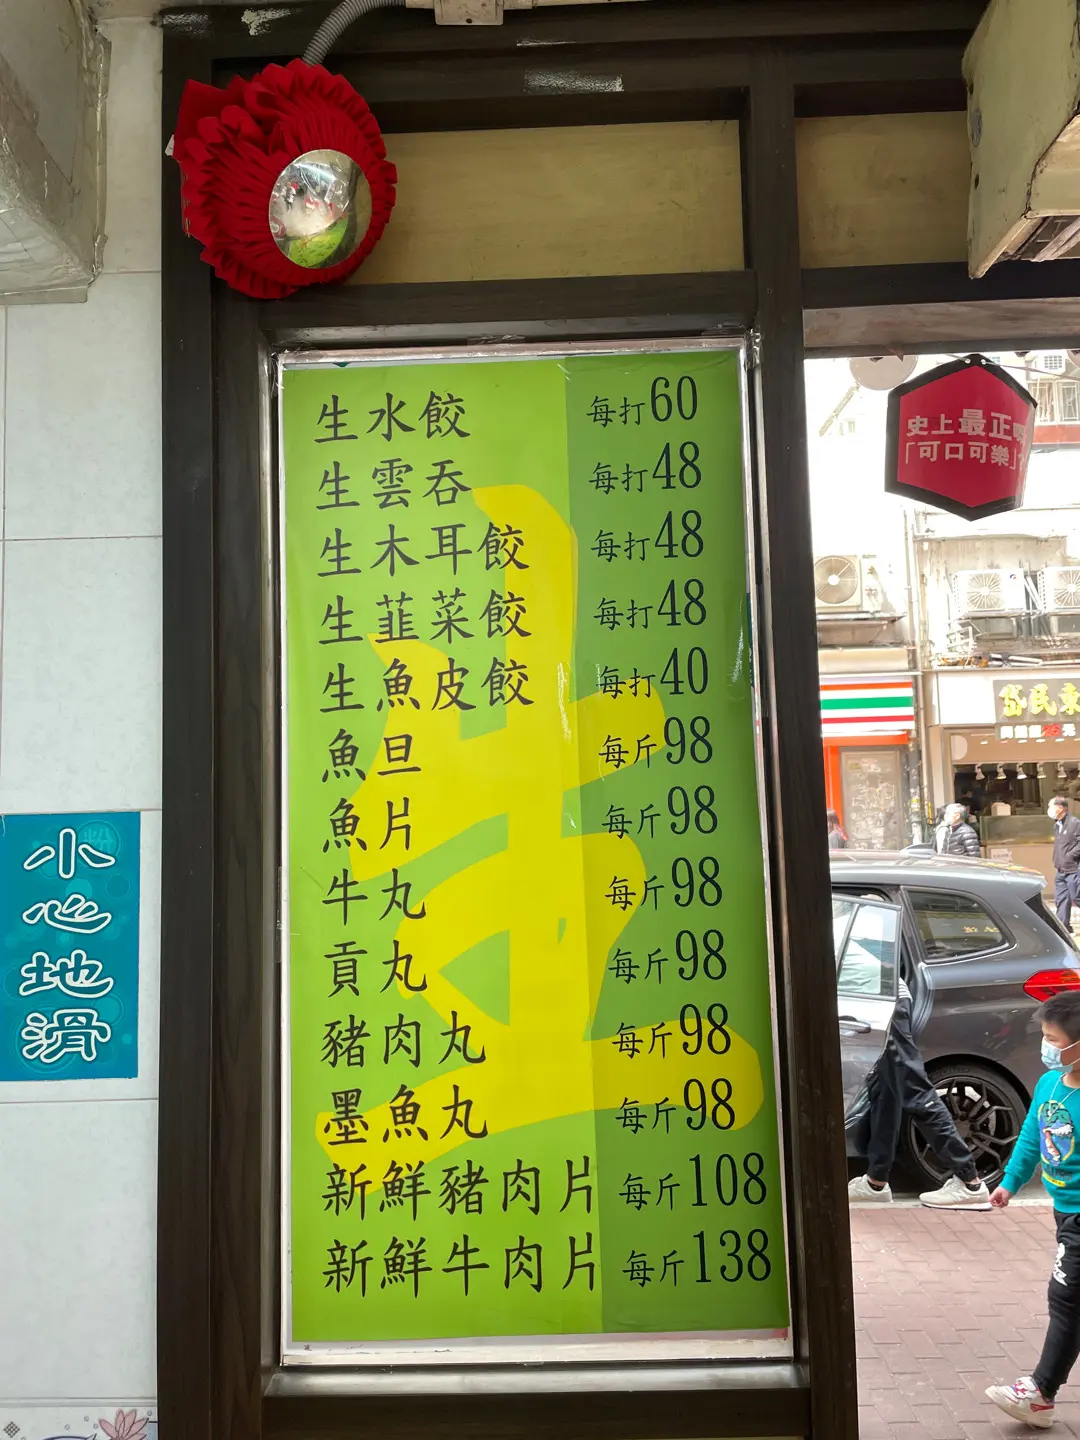 生水餃 每打60
生雲吞 每打48
生木耳餃 每打48
生韮菜餃 每打48
生魚皮餃 每打40
魚旦 每斤98
魚片 每斤98
牛丸 每斤98
貢丸 每斤98
豬肉丸 每斤98
墨魚丸 每斤98
新鮮豬肉片 每斤108
新鮮牛肉片 每斤138
生
小心地滑
史上最正
「可口可樂」